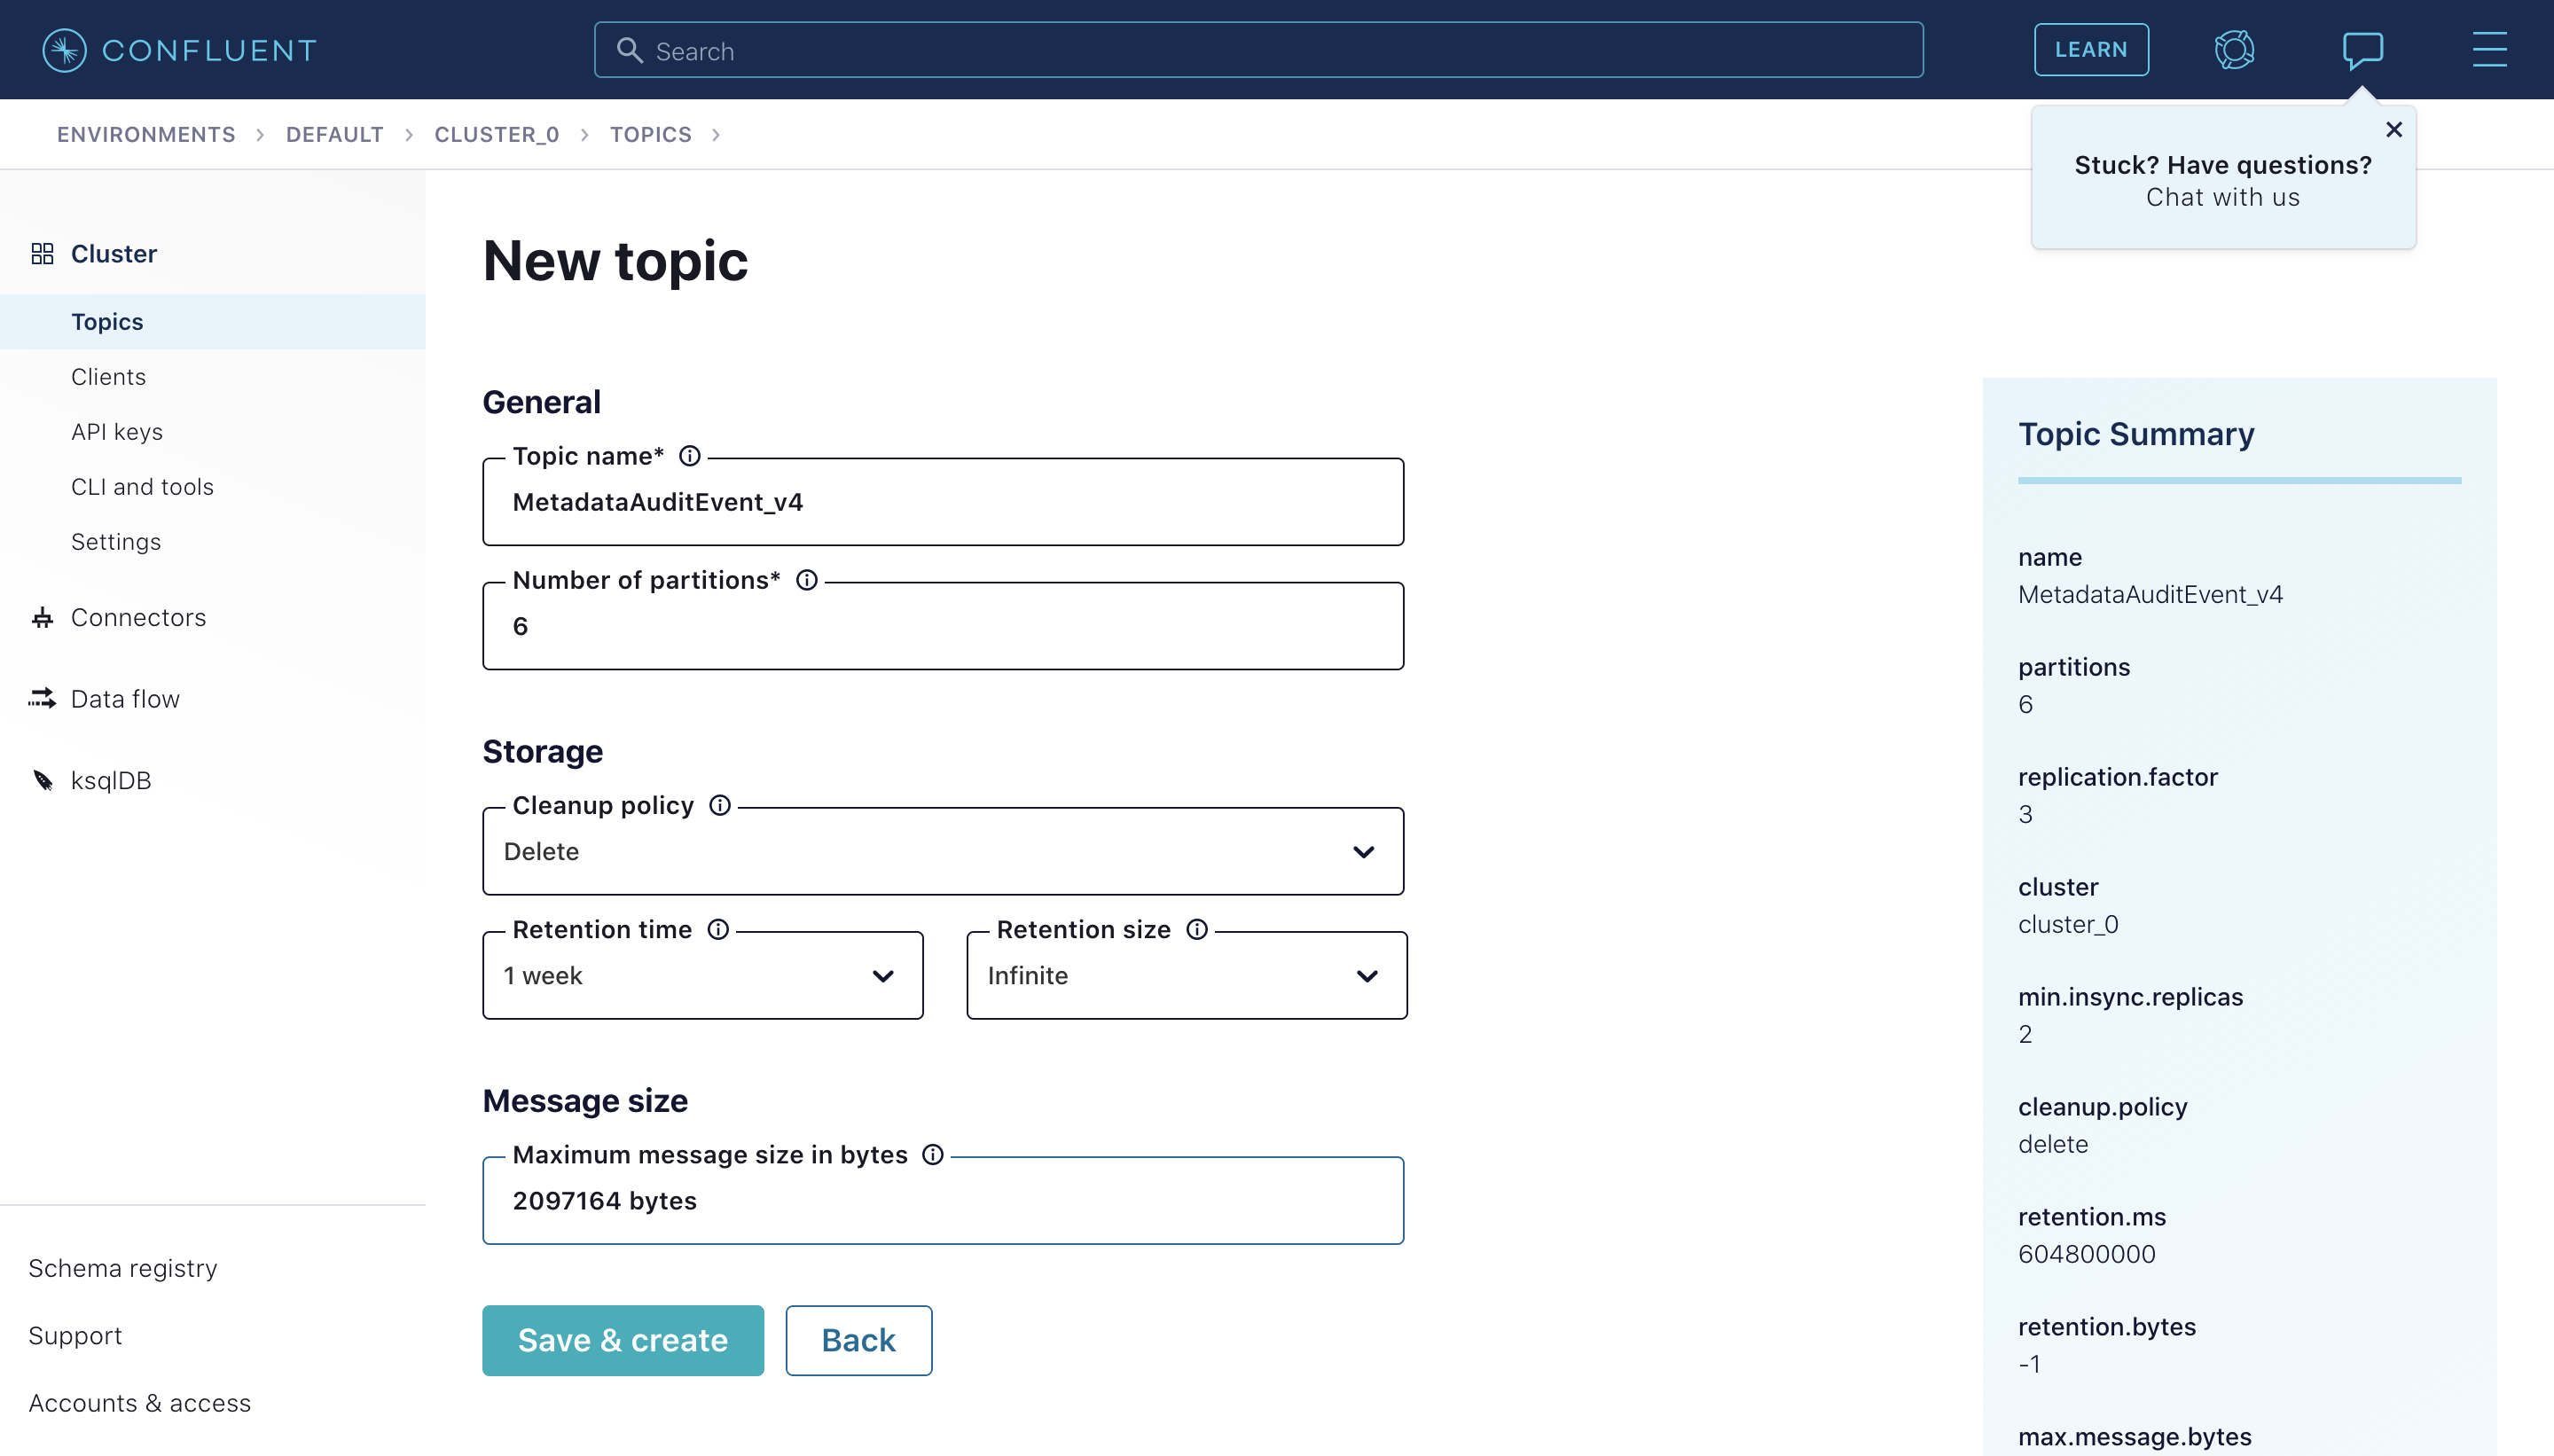 CONFLUENT
Search
LEARN
ENVIRONMENTS > DEFAULT > CLUSTER_0 > TOPICS >
Stuck? Have questions?
Chat with us
Cluster
Topics
Clients
API keys
CLI and tools
Settings
Connectors
Data flow
ksqlDB
Schema registry
Support
Accounts & access
New topic
General
Topic name*
MetadataAuditEvent_v4
Number of partitions*
6
Storage
Cleanup policy
Delete
Retention time
1 week
Retention size
Infinite
Message size
Maximum message size in bytes
2097164 bytes
Save & create
Back
Topic Summary
name
MetadataAuditEvent_v4
partitions
6
replication.factor
3
cluster
cluster_0
min.insync.replicas
2
cleanup.policy
delete
retention.ms
604800000
retention.bytes
-1
max.message.bytes